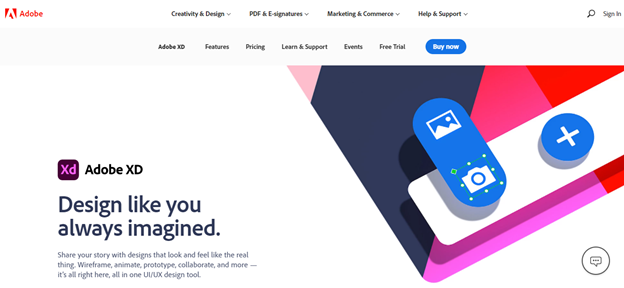 Adobe
Creativity & Design
PDF & E-signatures
Marketing & Commerce
Help & Support
Sign In
Adobe XD
Features
Pricing
Learn & Support
Events
Free Trial
Buy now
Xd
Adobe XD
Design like you
always imagined.
Share your story with designs that look and feel like the real
thing. Wireframe, animate, prototype, collaborate, and more —
it's all right here, all in one UI/UX design tool.